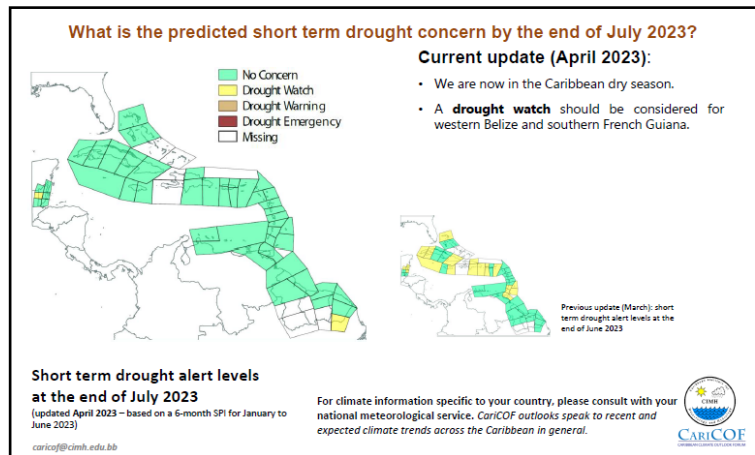 What is the predicted short term drought concern by the end of July 2023?
No Concern
Drought Watch
Drought Warning
Drought Emergency
Missing
Current update (April 2023):
• We are now in the Caribbean dry season.
• A drought watch should be considered for
western Belize and southern French Guiana.
Previous update (March): short
term drought alert levels at the
end of June 2023
Short term drought alert levels
at the end of July 2023
(updated April 2023 – based on a 6-month SPI for January to
June 2023)
caricof@cimh.edu.bb
For climate information specific to your country, please consult with your
national meteorological service. CariCOF outlooks speak to recent and
expected climate trends across the Caribbean in general.
CIMH
CARICOF
CARIBBEAN CLIMATE OUTLOOK FORUM